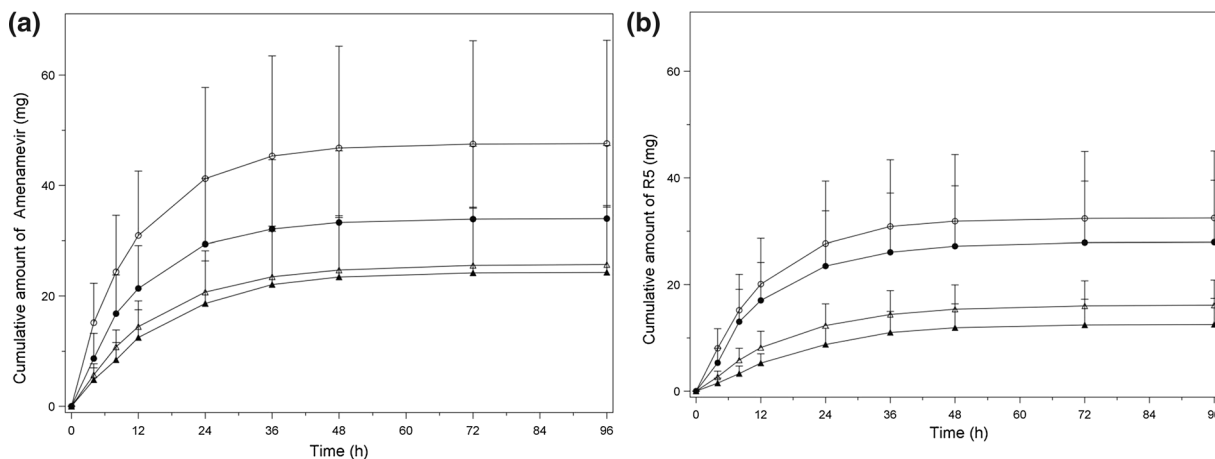 (a)
Cumulative amount of Amenamevir (mg)
60
40
20
0
0 12 24 36 48 60 72 84 96
Time (h)
(b)
Cumulative amount of R5 (mg)
60
40
20
0
0 12 24 36 48 60 72 84 96
Time (h)